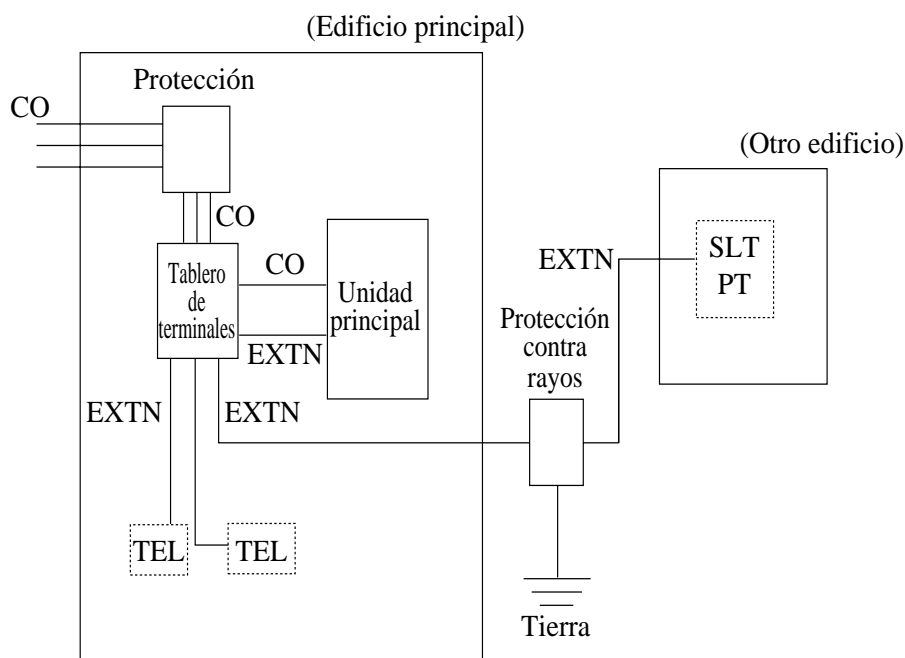 (Edificio principal)
Protección
CO
(Otro edificio)
CO
SLT
PT
EXTN
CO
Tablero
de
terminales
Unidad
principal
Protección
contra
rayos
EXTN
EXTN
EXTN
TEL
TEL
Tierra